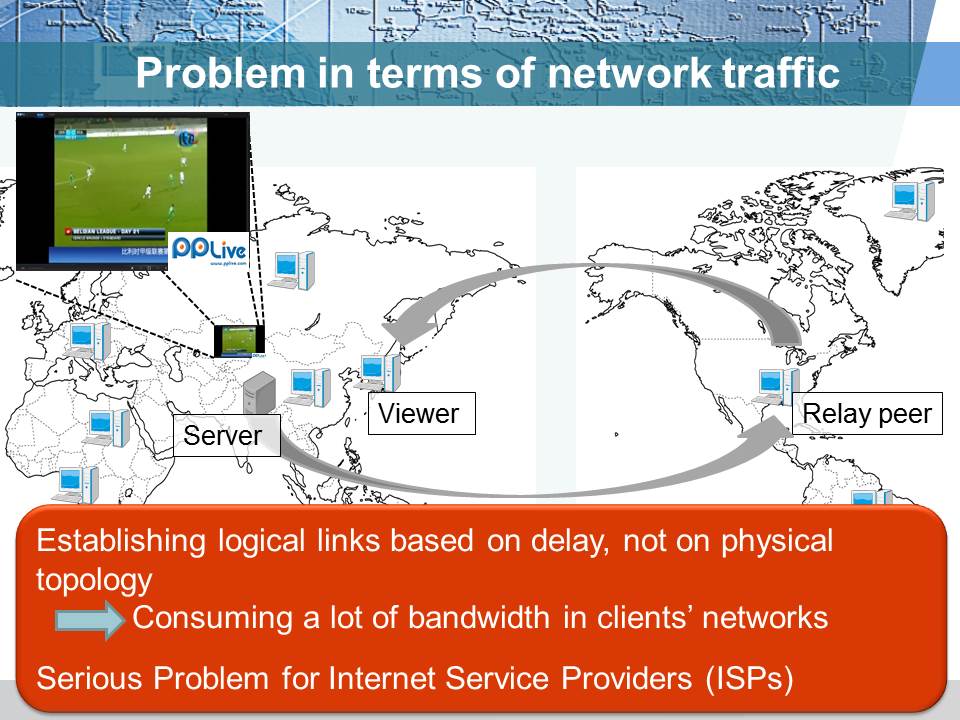 Problem in terms of network traffic
BELGIAN LEAGUE - DAY 21
PPLive
www.pplive.com
Viewer
Relay peer
Server
Establishing logical links based on delay, not on physical
topology
Consuming a lot of bandwidth in clients’ networks
Serious Problem for Internet Service Providers (ISPs)